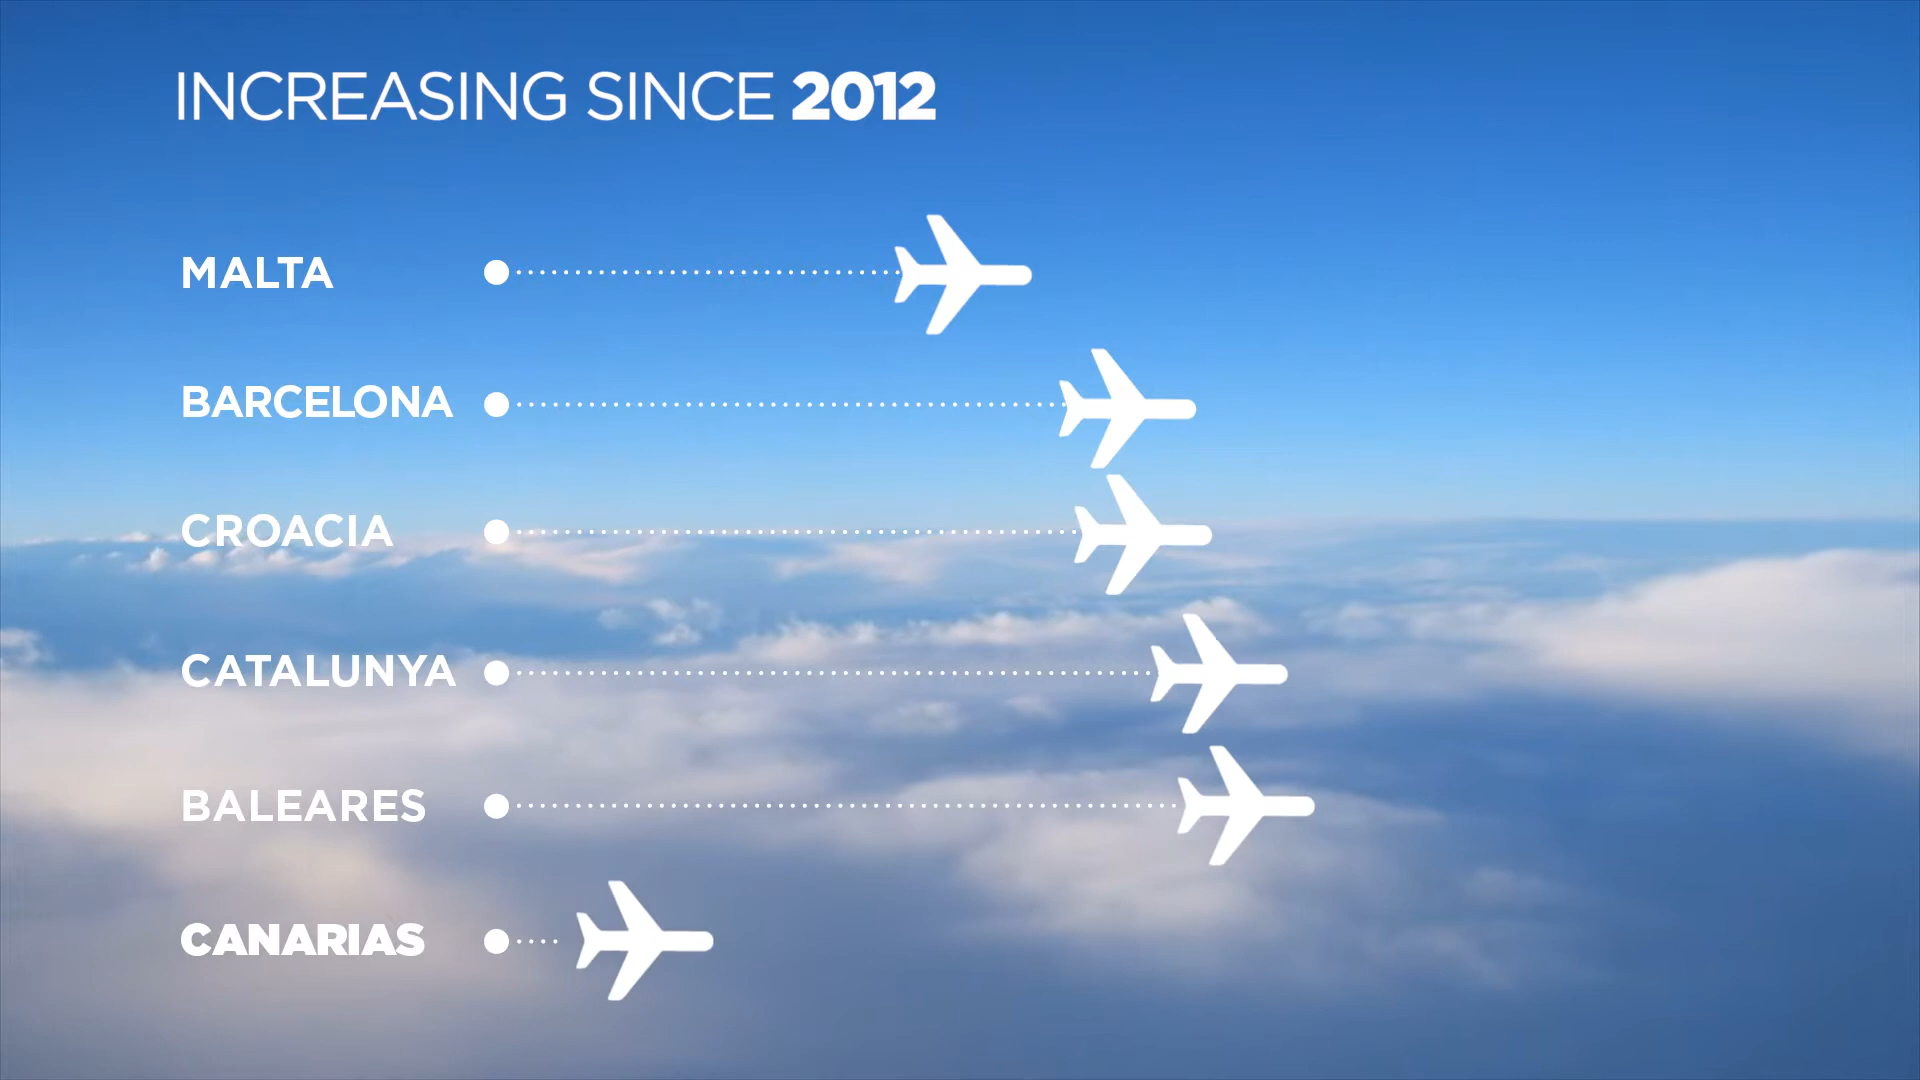 INCREASING SINCE 2012
MALTA
BARCELONA
CROACIA
CATALUNYA
BALEARES
CANARIAS